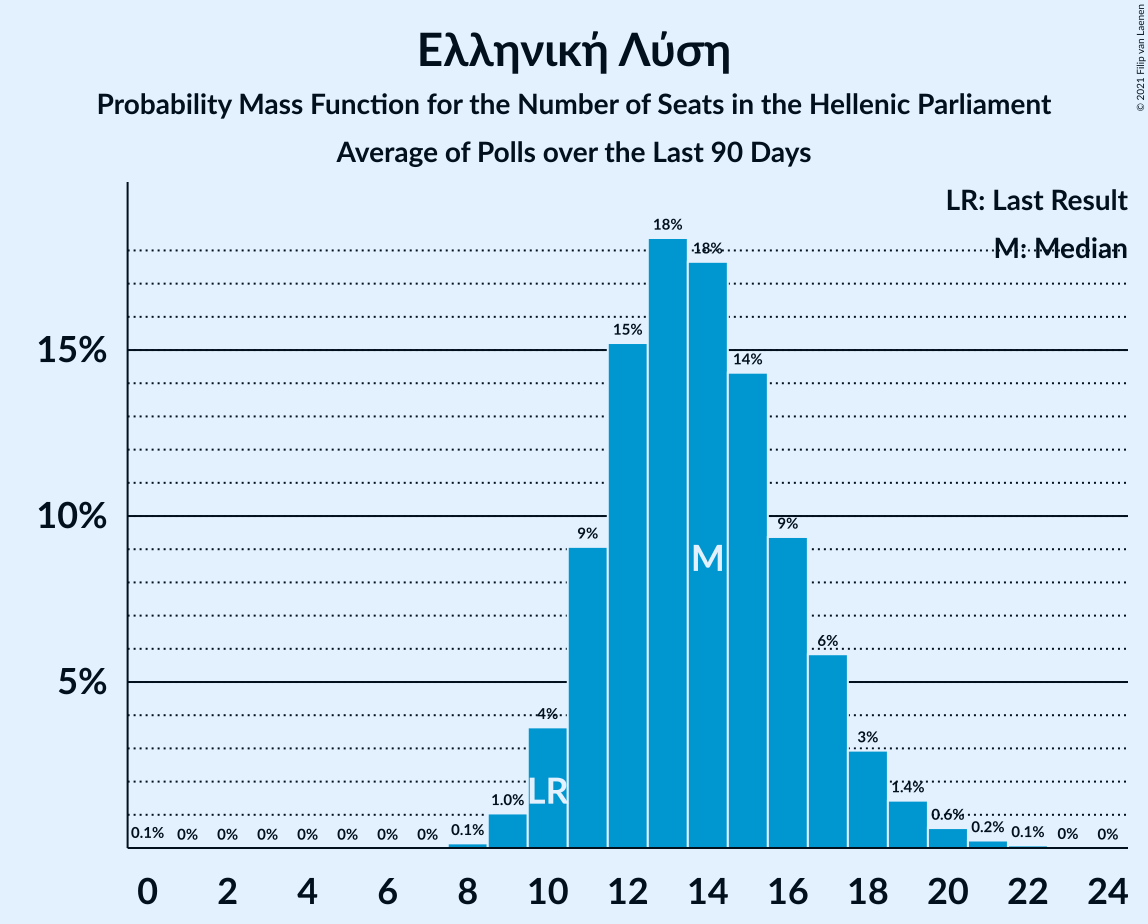 Ελληνική Λύση
Probability Mass Function for the Number of Seats in the Hellenic Parliament
Average of Polls over the Last 90 Days
© 2021 Filip van Laenen
LR: Last Result
M: Median
15%
10%
5%
0.1% 0% 0% 0% 0% 0% 0% 0% 0.1% 1.0% 4% 9% 15% 18% 18% 14% 9% 6% 3% 1.4% 0.6% 0.2% 0.1% 0% 0%
LR
M
0 2 4 6 8 10 12 14 16 18 20 22 24